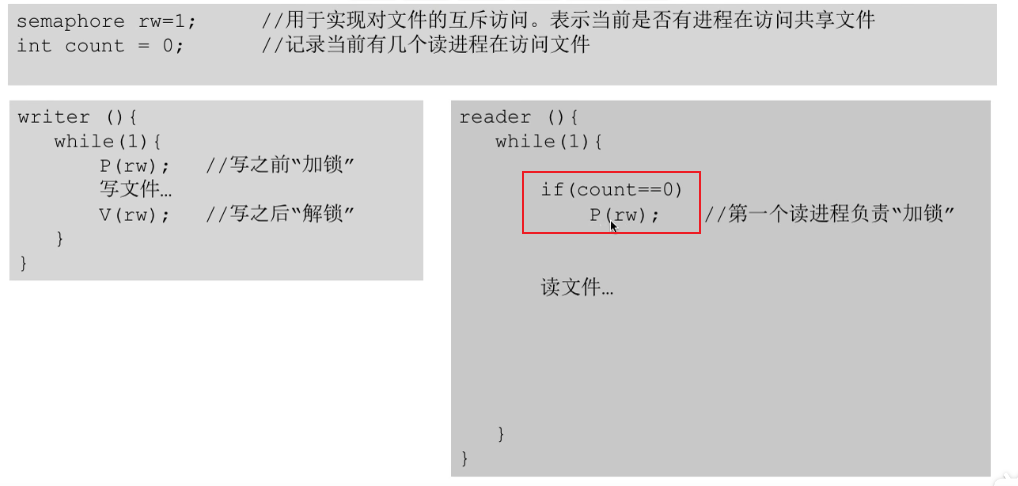 semaphore rw=1; //用于实现对文件的互斥访问。表示当前是否有进程在访问共享文件
int count = 0; //记录当前有几个读进程在访问文件
writer (){
while(1){
P(rw); //写之前“加锁”
写文件…
V(rw); //写之后“解锁”
}
}
reader (){
while(1){
if(count==0)
P(rw); //第一个读进程负责“加锁”
读文件…
}
}